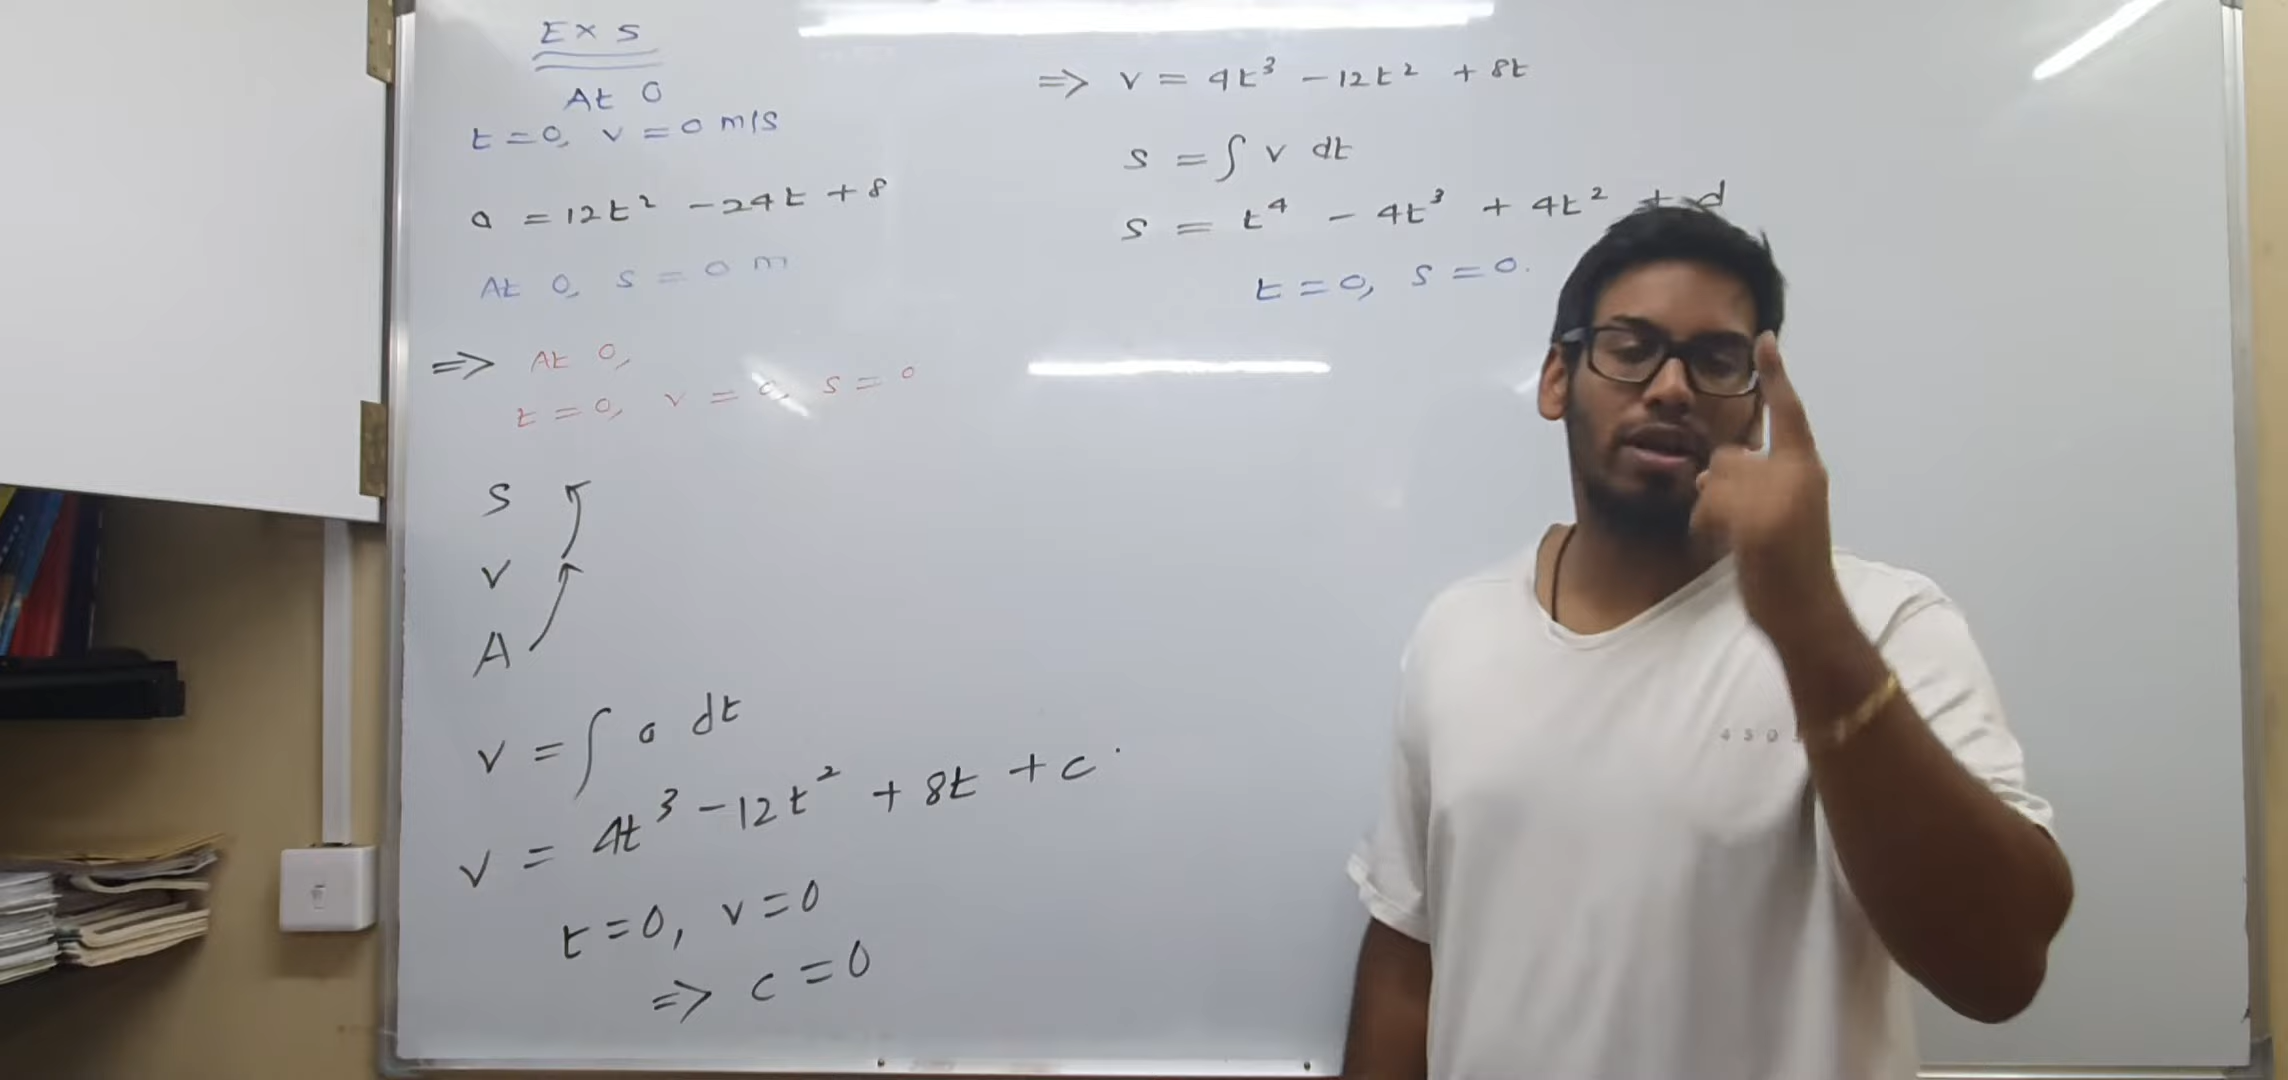 Ex 5
At O
t = 0, v = 0 m/s
a = 12t² - 24t + 8
At O, s = 0 m
=> At O,
t = 0, v = 0, s = 0
S
V
A
v = ∫ a dt
v = 4t³ - 12t² + 8t + c
t = 0, v = 0
=> c = 0
=> v = 4t³ - 12t² + 8t
s = ∫ v dt
s = t⁴ - 4t³ + 4t² + d
t = 0, s = 0.